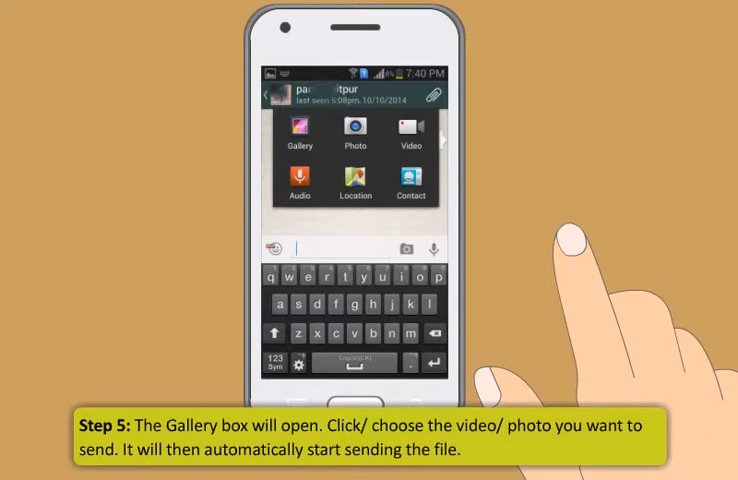 7:40 PM
last seen 5:08pm, 10/10/2014
Gallery Photo Video
Audio Location Contact
q w e r t y u i o p
a s d f g h j k l
z x c v b n m
123
Sym
.
Step 5: The Gallery box will open. Click/ choose the video/ photo you want to
send. It will then automatically start sending the file.